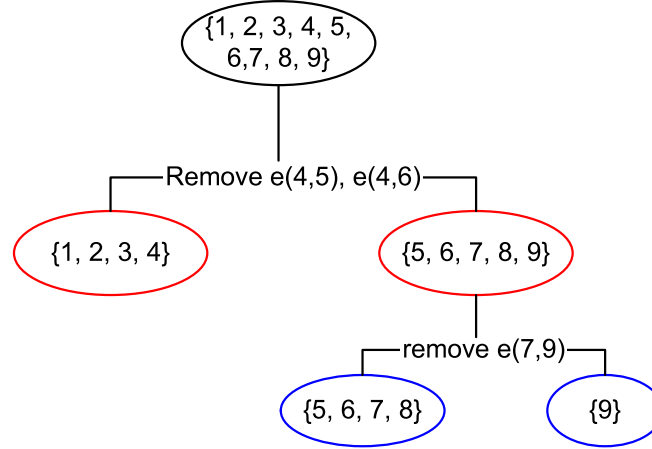 {1, 2, 3, 4, 5,
6,7, 8, 9}
Remove e(4,5), e(4,6)
{1, 2, 3, 4}
{5, 6, 7, 8, 9}
remove e(7,9)
{5, 6, 7, 8}
{9}